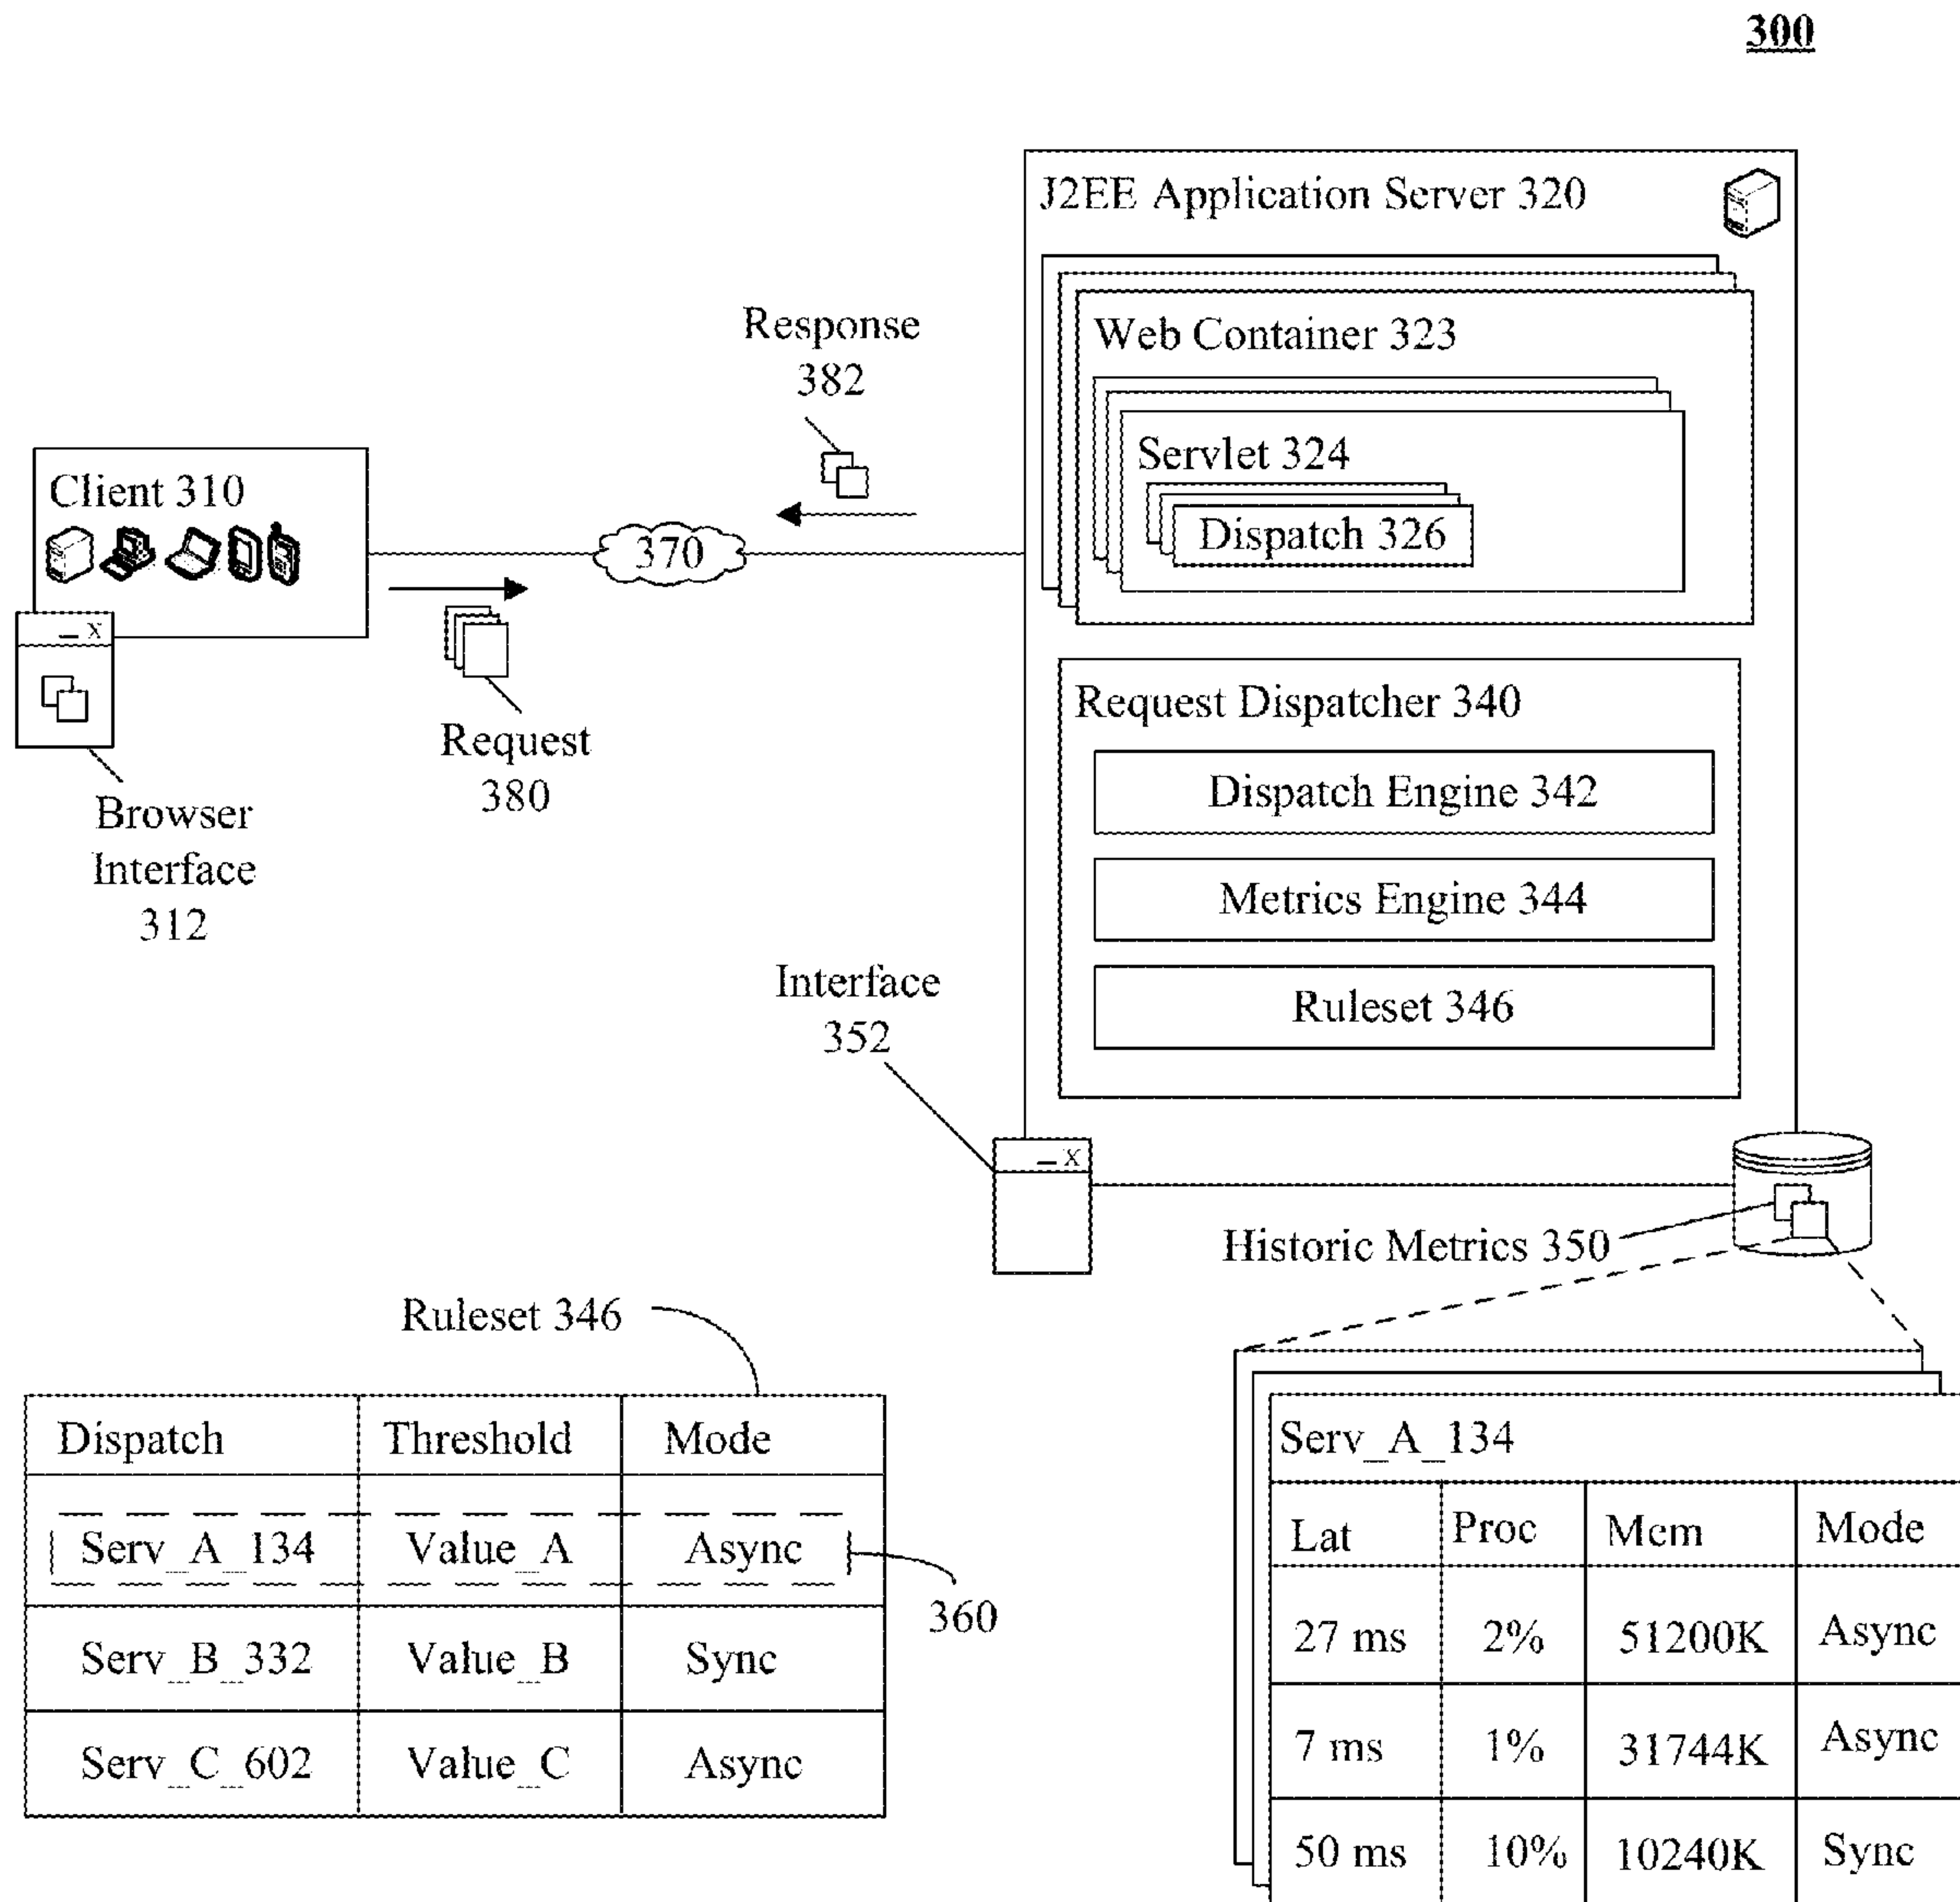 300
J2EE Application Server 320
Web Container 323
Servlet 324
Dispatch 326
Response
382
Client 310
370
_ X
Request
380
Browser
Interface
312
Request Dispatcher 340
Dispatch Engine 342
Metrics Engine 344
Ruleset 346
Interface
352
_ X
Historic Metrics 350
Ruleset 346
Dispatch Threshold Mode
Serv_A_134 Value_A Async
360
Serv_B_332 Value_B Sync
Serv_C_602 Value_C Async
Serv_A_134
Lat Proc Mem Mode
27 ms 2% 51200K Async
7 ms 1% 31744K Async
50 ms 10% 10240K Sync